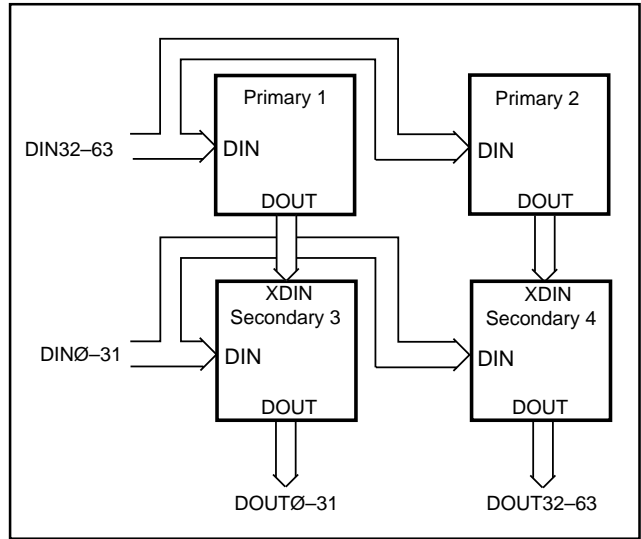 Primary 1
Primary 2
DIN32–63
DIN
DIN
DOUT
DOUT
XDIN
XDIN
Secondary 3
Secondary 4
DINØ–31
DIN
DIN
DOUT
DOUT
DOUTØ–31
DOUT32–63